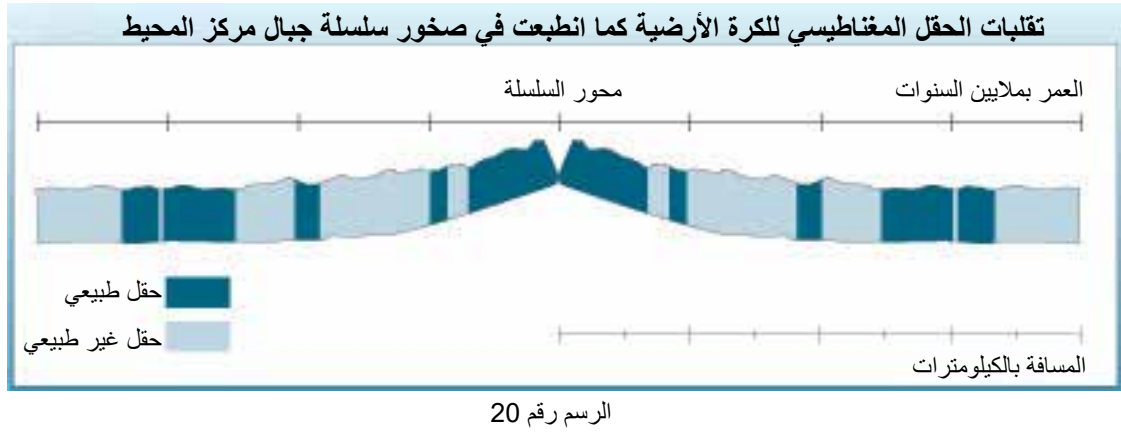 تقلبات الحقل المغناطيسي للكرة الأرضية كما انطبعت في صخور سلسلة جبال مركز المحيط
العمر بملايين السنوات
محور السلسلة
حقل طبيعي
حقل غير طبيعي
المسافة بالكيلومترات
الرسم رقم 20